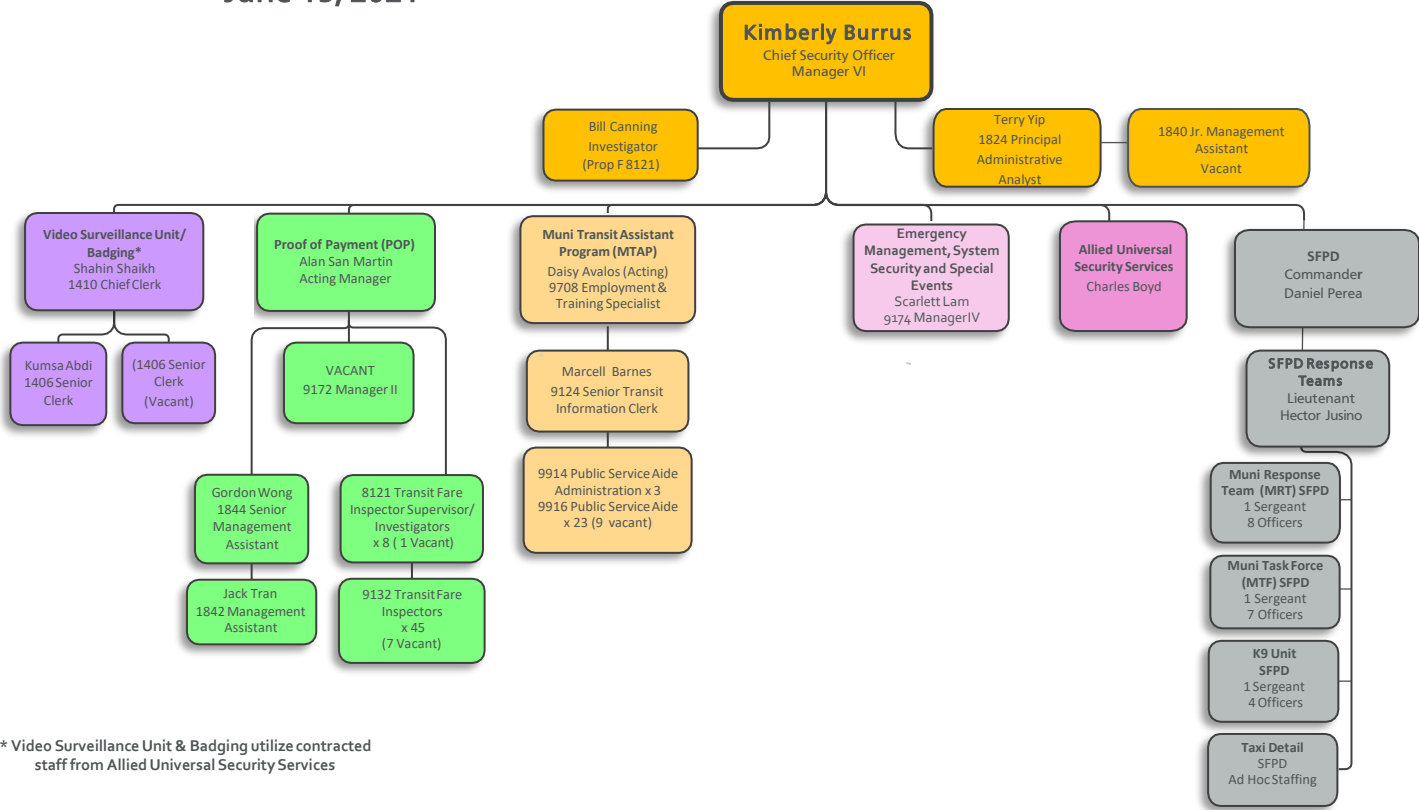 June 15, 2021
Kimberly Burrus
Chief Security Officer
Manager VI
Bill Canning
Investigator
(Prop F 8121)
Terry Yip
1824 Principal
Administrative
Analyst
1840 Jr. Management
Assistant
Vacant
Video Surveillance Unit/
Badging*
Shahin Shaikh
1410 Chief Clerk
Proof of Payment (POP)
Alan San Martin
Acting Manager
Muni Transit Assistant
Program (MTAP)
Daisy Avalos (Acting)
9708 Employment &
Training Specialist
Emergency
Management, System
Security and Special
Events
Scarlett Lam
9174 Manager IV
Allied Universal
Security Services
Charles Boyd
SFPD
Commander
Daniel Perea
Kumsa Abdi
1406 Senior
Clerk
(1406 Senior
Clerk
(Vacant)
VACANT
9172 Manager II
Marcell Barnes
9124 Senior Transit
Information Clerk
SFPD Response
Teams
Lieutenant
Hector Jusino
Gordon Wong
1844 Senior
Management
Assistant
8121 Transit Fare
Inspector Supervisor/
Investigators
x 8 ( 1 Vacant)
9914 Public Service Aide
Administration x 3
9916 Public Service Aide
x 23 (9 vacant)
Muni Response
Team (MRT) SFPD
1 Sergeant
8 Officers
Jack Tran
1842 Management
Assistant
9132 Transit Fare
Inspectors
x 45
(7 Vacant)
Muni Task Force
(MTF) SFPD
1 Sergeant
7 Officers
K9 Unit
SFPD
1 Sergeant
4 Officers
Taxi Detail
SFPD
Ad Hoc Staffing
* Video Surveillance Unit & Badging utilize contracted
staff from Allied Universal Security Services